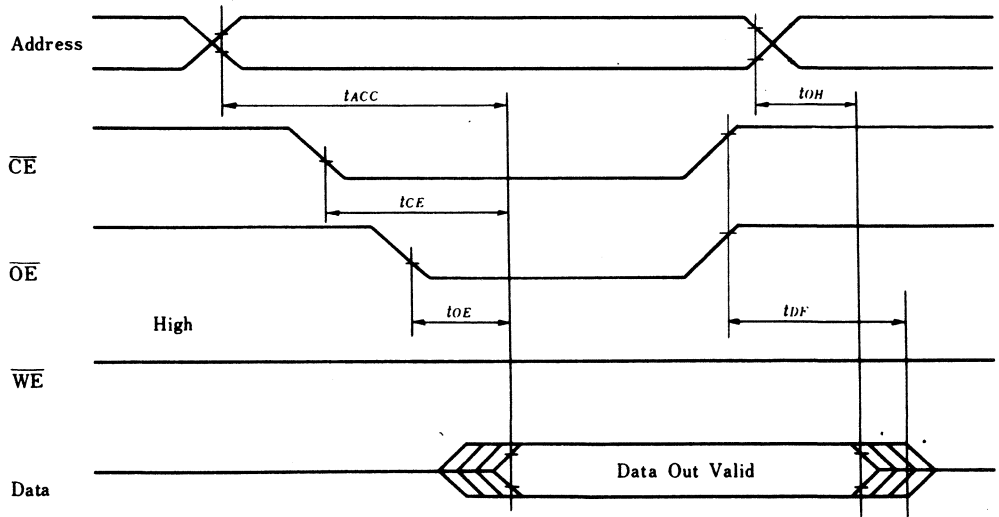 Address
tACC
tOH
CE
tCE
OE
tOE
tDF
High
WE
Data Out Valid
Data